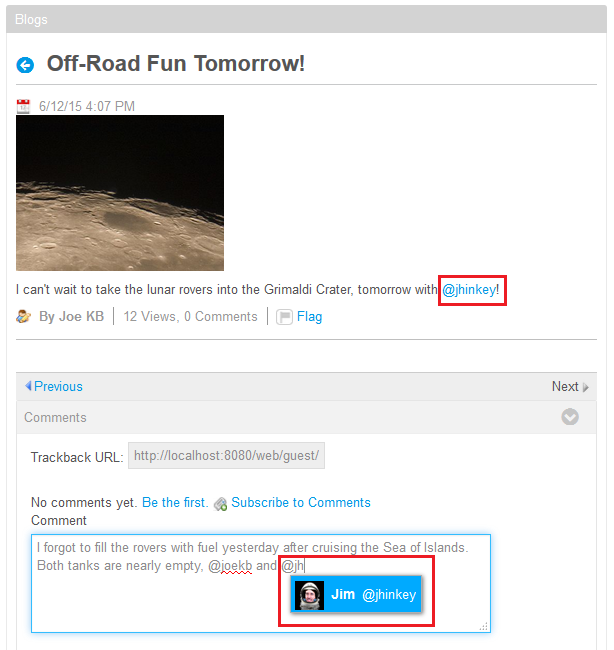 Blogs
Off-Road Fun Tomorrow!
6/12/15 4:07 PM
I can't wait to take the lunar rovers into the Grimaldi Crater, tomorrow with @jhinkey!
By Joe KB 12 Views, 0 Comments Flag
Previous Next
Comments
Trackback URL: http://localhost:8080/web/guest/
No comments yet. Be the first. Subscribe to Comments
Comment
I forgot to fill the rovers with fuel yesterday after cruising the Sea of Islands.
Both tanks are nearly empty, @joekb and @jh
Jim @jhinkey